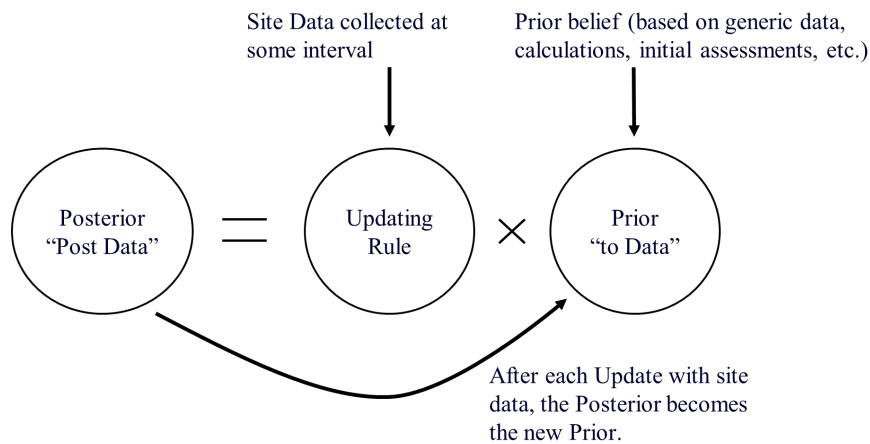 Site Data collected at
some interval
Prior belief (based on generic data,
calculations, initial assessments, etc.)
Posterior
“Post Data”
=
Updating
Rule
×
Prior
“to Data”
After each Update with site
data, the Posterior becomes
the new Prior.